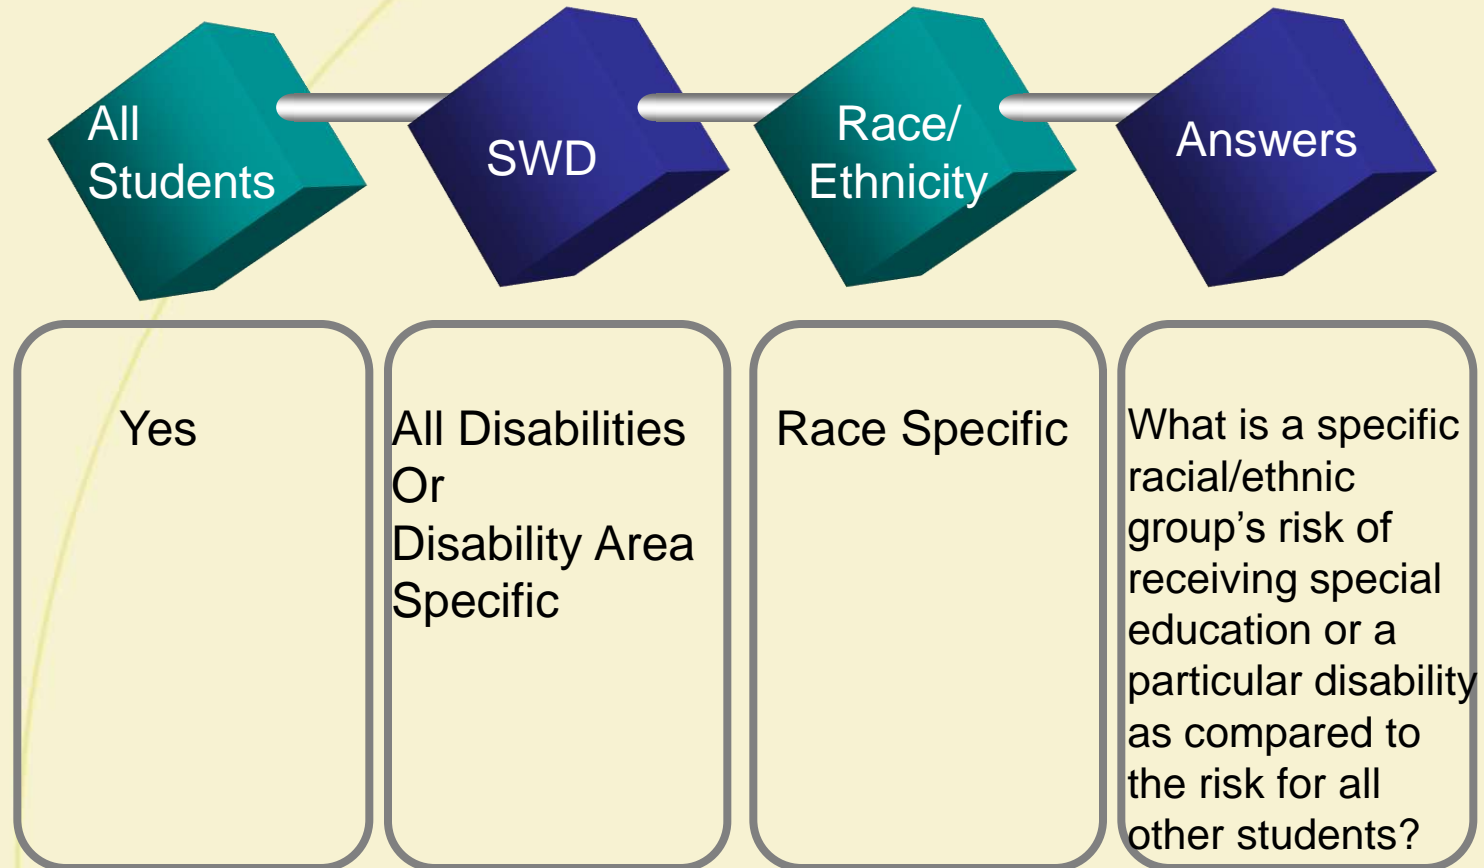 All
Students
SWD
Race/
Ethnicity
Answers
Yes
All Disabilities
Or
Disability Area
Specific
Race Specific
What is a specific
racial/ethnic
group’s risk of
receiving special
education or a
particular disability
as compared to
the risk for all
other students?